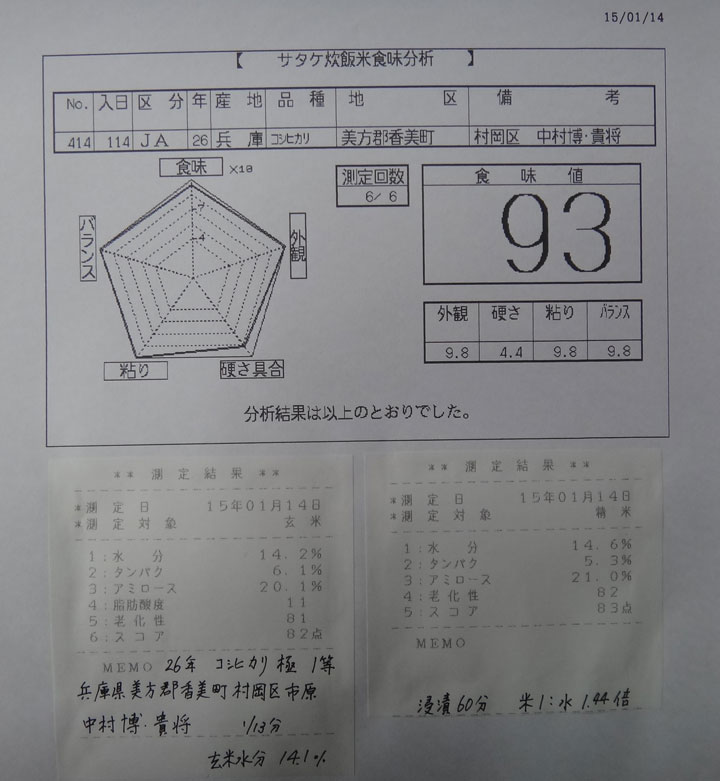 15/01/14
【 サタケ炊飯米食味分析 】
No. 入日 区分 年 産地 品種 地区 備考
414 114 JA 26 兵庫 コシヒカリ 美方郡香美町 村岡区 中村博・貴将
食味 ×10
7
4
バランス
外観
粘り
硬さ具合
測定回数
6/ 6
食味値
93
外観 硬さ 粘り バランス
9.8 4.4 9.8 9.8
分析結果は以上のとおりでした。
** 測定結果 **
*測定日 15年01月14日
*測定対象 玄米
1:水分 14.2%
2:タンパク 6.1%
3:アミロース 20.1%
4:脂肪酸度 11
5:老化性 81
6:スコア 82点
MEMO 26年 コシヒカリ 極 1等
兵庫県美方郡香美町村岡区市原
中村博・貴将 1/13分
玄米水分 14.1%
** 測定結果 **
*測定日 15年01月14日
*測定対象 精米
1:水分 14.6%
2:タンパク 5.3%
3:アミロース 21.0%
4:老化性 82
5:スコア 83点
MEMO
浸漬60分 米1:水1.44倍